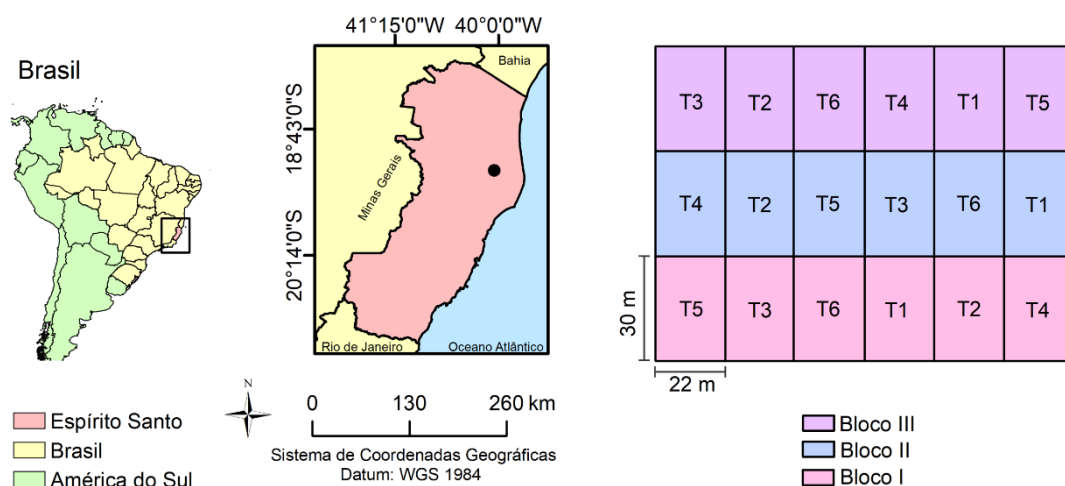 Brasil
41°15'0"W 40°0'0"W
18°43'0"S
20°14'0"S
Bahia
Minas Gerais
Rio de Janeiro
Oceano Atlântico
N
0 130 260 km
Sistema de Coordenadas Geográficas
Datum: WGS 1984
Espírito Santo
Brasil
América do Sul
T3 T2 T6 T4 T1 T5
T4 T2 T5 T3 T6 T1
T5 T3 T6 T1 T2 T4
30 m
22 m
Bloco III
Bloco II
Bloco I